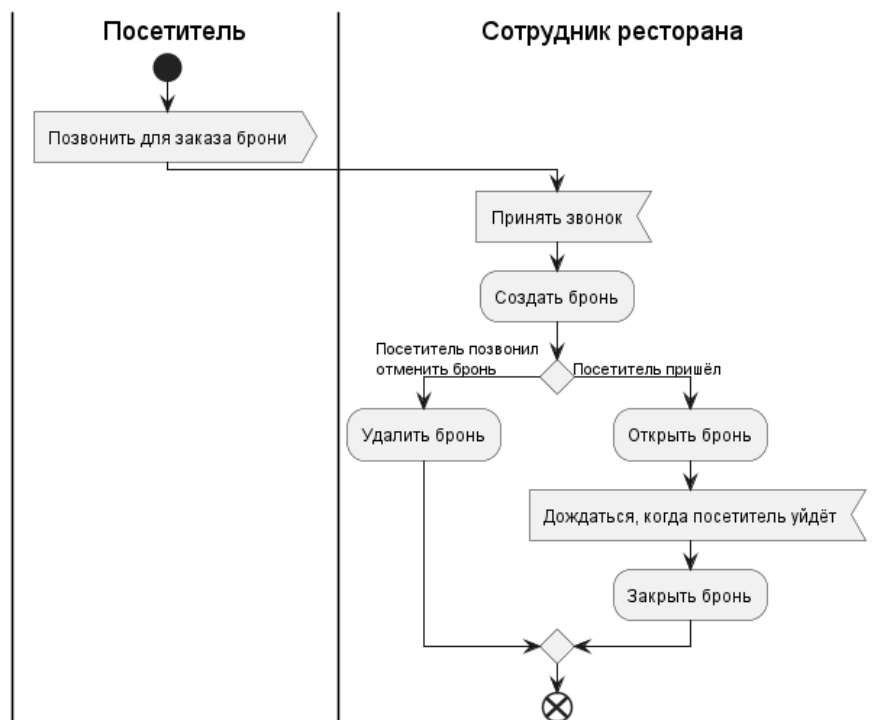 Посетитель
Сотрудник ресторана
Позвонить для заказа брони
Принять звонок
Создать бронь
Посетитель позвонил
отменить бронь
Посетитель пришёл
Удалить бронь
Открыть бронь
Дождаться, когда посетитель уйдёт
Закрыть бронь